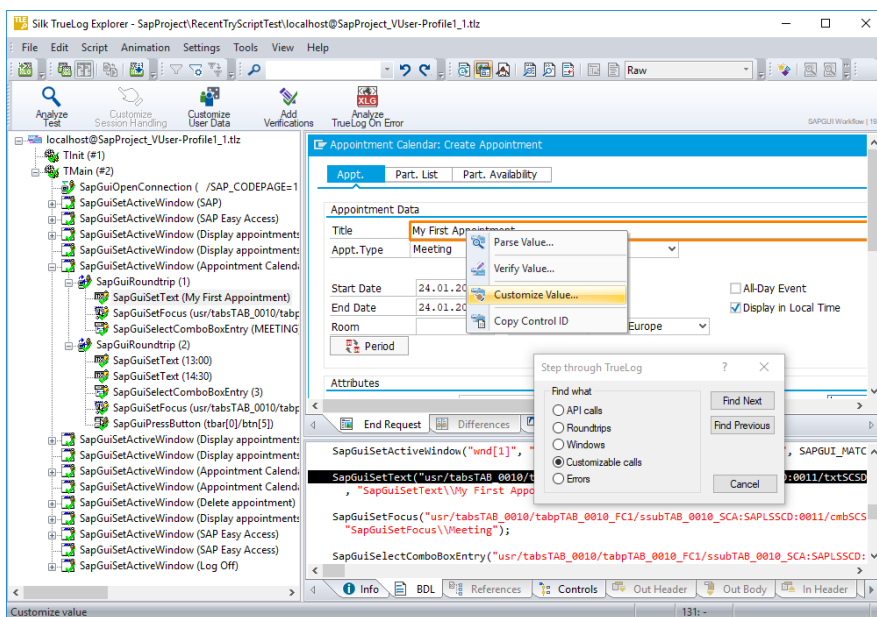 Silk TrueLog Explorer - SapProject\RecentTryScriptTest\localhost@SapProject_VUser-Profile1_1.tlz
File Edit Script Animation Settings Tools View Help
Raw
Analyze Test
Customize Session Handling
Customize User Data
Add Verifications
XLG
Analyze TrueLog On Error
SAPGUI Workflow | 19
localhost@SapProject_VUser-Profile1_1.tlz
TInit (#1)
TMain (#2)
SapGuiOpenConnection ( /SAP_CODEPAGE=1
SapGuiSetActiveWindow (SAP)
SapGuiSetActiveWindow (SAP Easy Access)
SapGuiSetActiveWindow (Display appointments
SapGuiSetActiveWindow (Display appointments
SapGuiSetActiveWindow (Appointment Calenda
SapGuiRoundtrip (1)
SapGuiSetText (My First Appointment)
SapGuiSetFocus (usr/tabsTAB_0010/tabp
SapGuiSelectComboBoxEntry (MEETING
SapGuiRoundtrip (2)
SapGuiSetText (13:00)
SapGuiSetText (14:30)
SapGuiSelectComboBoxEntry (3)
SapGuiSetFocus (usr/tabsTAB_0010/tabp
SapGuiPressButton (tbar[0]/btn[5])
SapGuiSetActiveWindow (Display appointments
SapGuiSetActiveWindow (Display appointments
SapGuiSetActiveWindow (Appointment Calenda
SapGuiSetActiveWindow (Appointment Calenda
SapGuiSetActiveWindow (Delete appointment)
SapGuiSetActiveWindow (Display appointments
SapGuiSetActiveWindow (SAP Easy Access)
SapGuiSetActiveWindow (SAP Easy Access)
SapGuiSetActiveWindow (Log Off)
Appointment Calendar: Create Appointment
Appt. Part. List Part. Availability
Appointment Data
Title My First Appointment
Appt.Type Meeting
Start Date 24.01.20
All-Day Event
End Date 24.01.20
Display in Local Time
Room
Europe
Period
Attributes
Parse Value...
Verify Value...
Customize Value...
Copy Control ID
Step through TrueLog ?
Find what
API calls
Roundtrips
Windows
Customizable calls
Errors
Find Next
Find Previous
Cancel
End Request Differences
SapGuiSetActiveWindow("wnd[1]", " , SAPGUI_MATC
SapGuiSetText("usr/tabsTAB_0010/t D:0011/txtSCSD
, "SapGuiSetText\\My First Appo
SapGuiSetFocus("usr/tabsTAB_0010/tabpTAB_0010_FC1/ssubTAB_0010_SCA:SAPLSSCD:0011/cmbSCS
"SapGuiSetFocus\\Meeting");
SapGuiSelectComboBoxEntry("usr/tabsTAB_0010/tabpTAB_0010_FC1/ssubTAB_0010_SCA:SAPLSSCD:
Info BDL References Controls Out Header Out Body In Header
Customize value
131: -